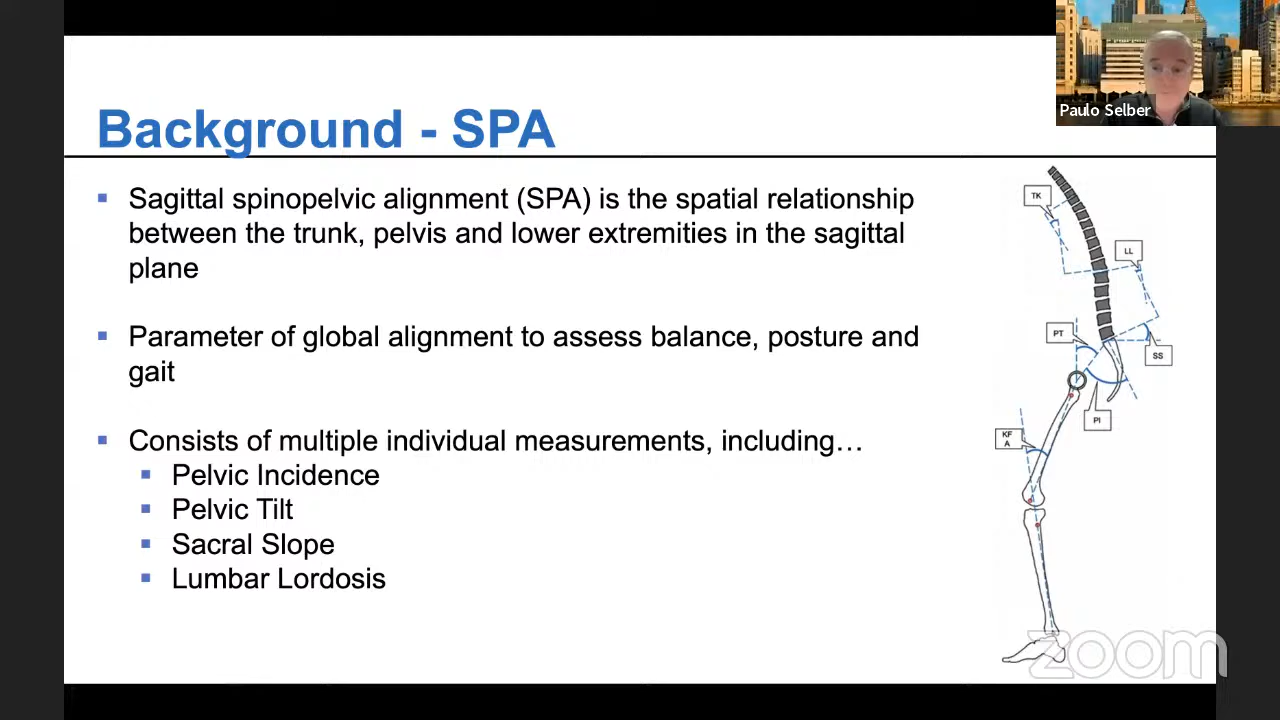 Paulo Selber
Background - SPA
Sagittal spinopelvic alignment (SPA) is the spatial relationship
between the trunk, pelvis and lower extremities in the sagittal
plane
Parameter of global alignment to assess balance, posture and
gait
Consists of multiple individual measurements, including…
Pelvic Incidence
Pelvic Tilt
Sacral Slope
Lumbar Lordosis
TK
LL
PT
SS
PI
KF
A
zoom